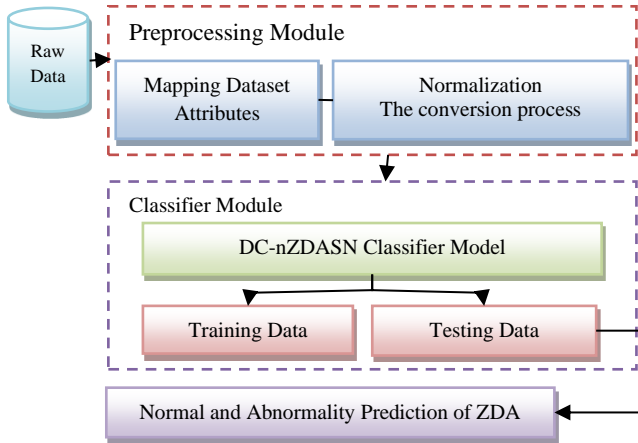 Raw
Data
Preprocessing Module
Mapping Dataset
Attributes
Normalization
The conversion process
Classifier Module
DC-nZDASN Classifier Model
Training Data
Testing Data
Normal and Abnormality Prediction of ZDA